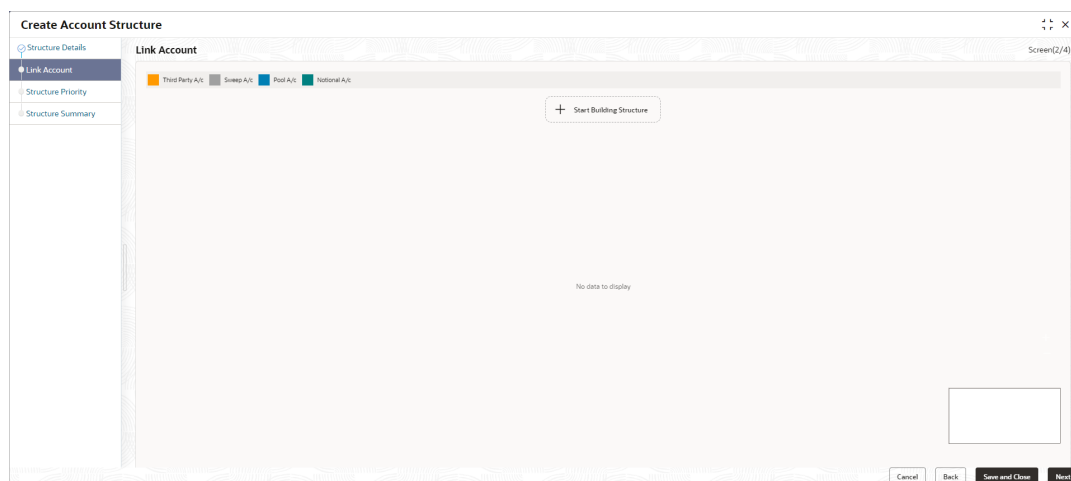 Create Account Structure
Structure Details
Link Account
Structure Priority
Structure Summary
Link Account
Screen(2/4)
Third Party A/c Sweep A/c Pool A/c Notional A/c
Start Building Structure
No data to display
Cancel Back Save and Close Next